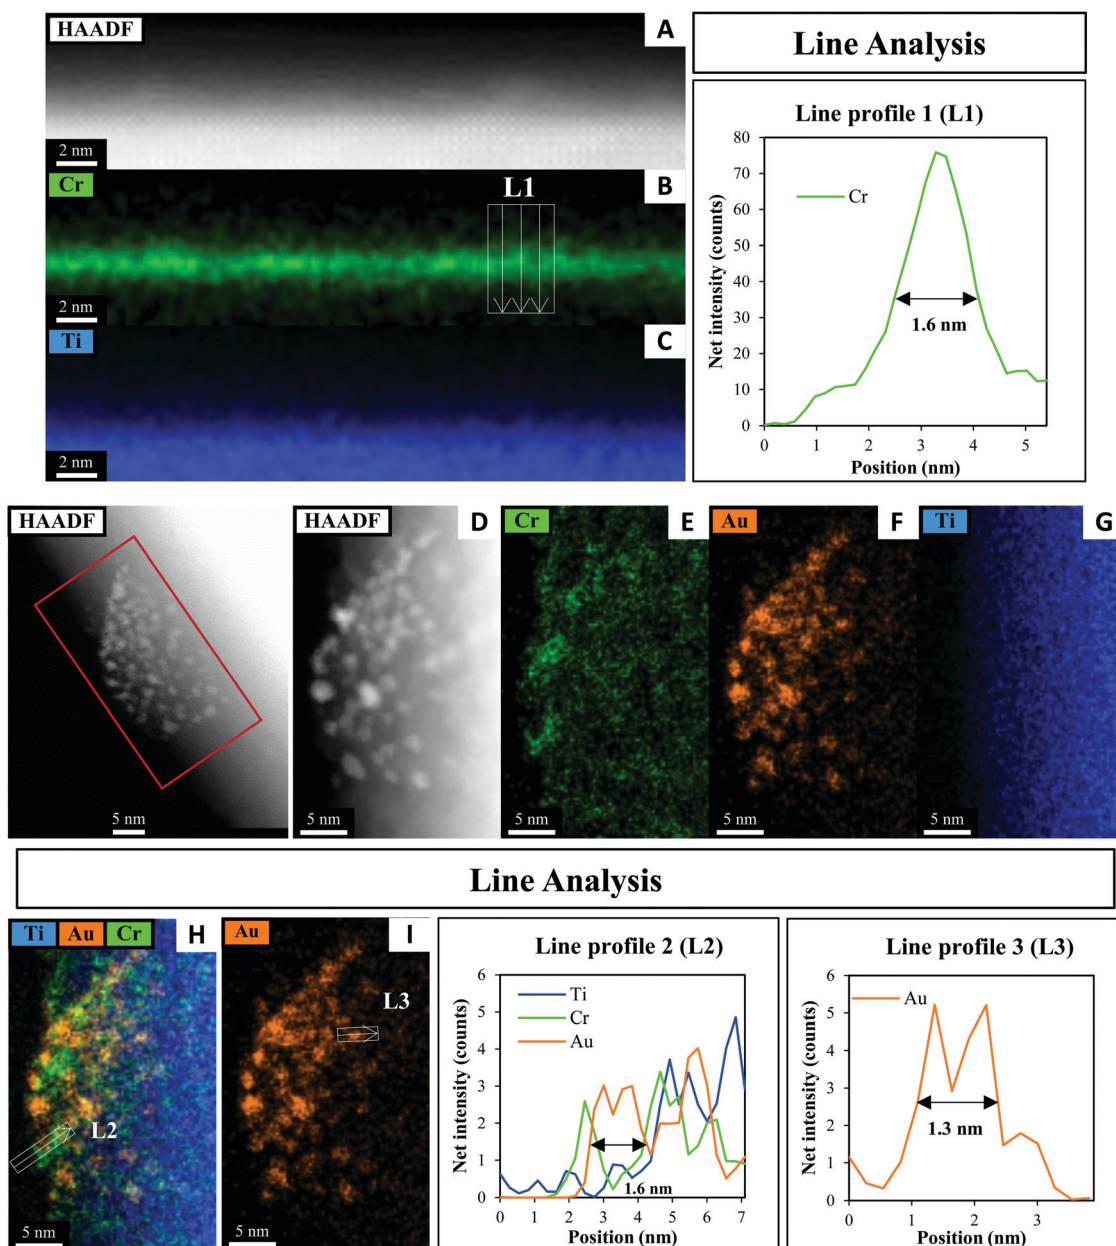 HAADF
A
2 nm
Cr
B
L1
2 nm
Ti
C
2 nm
Line Analysis
Line profile 1 (L1)
80
70
60
50
40
30
20
10
0
Net intensity (counts)
Cr
1.6 nm
0 1 2 3 4 5
Position (nm)
HAADF
5 nm
HAADF
D
5 nm
Cr
E
5 nm
Au
F
5 nm
Ti
G
5 nm
Line Analysis
Ti Au Cr
H
L2
5 nm
Au
I
L3
5 nm
Line profile 2 (L2)
6
5
4
3
2
1
0
Net intensity (counts)
Ti
Cr
Au
1.6 nm
0 1 2 3 4 5 6 7
Position (nm)
Line profile 3 (L3)
6
5
4
3
2
1
0
Net intensity (counts)
Au
1.3 nm
0 1 2 3
Position (nm)